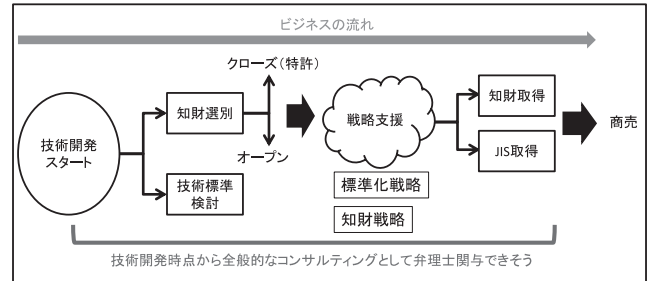 ビジネスの流れ
クローズ(特許)
技術開発
スタート
知財選別
オープン
技術標準
検討
戦略支援
標準化戦略
知財戦略
知財取得
JIS取得
商売
技術開発時点から全般的なコンサルティングとして弁理士関与できそう